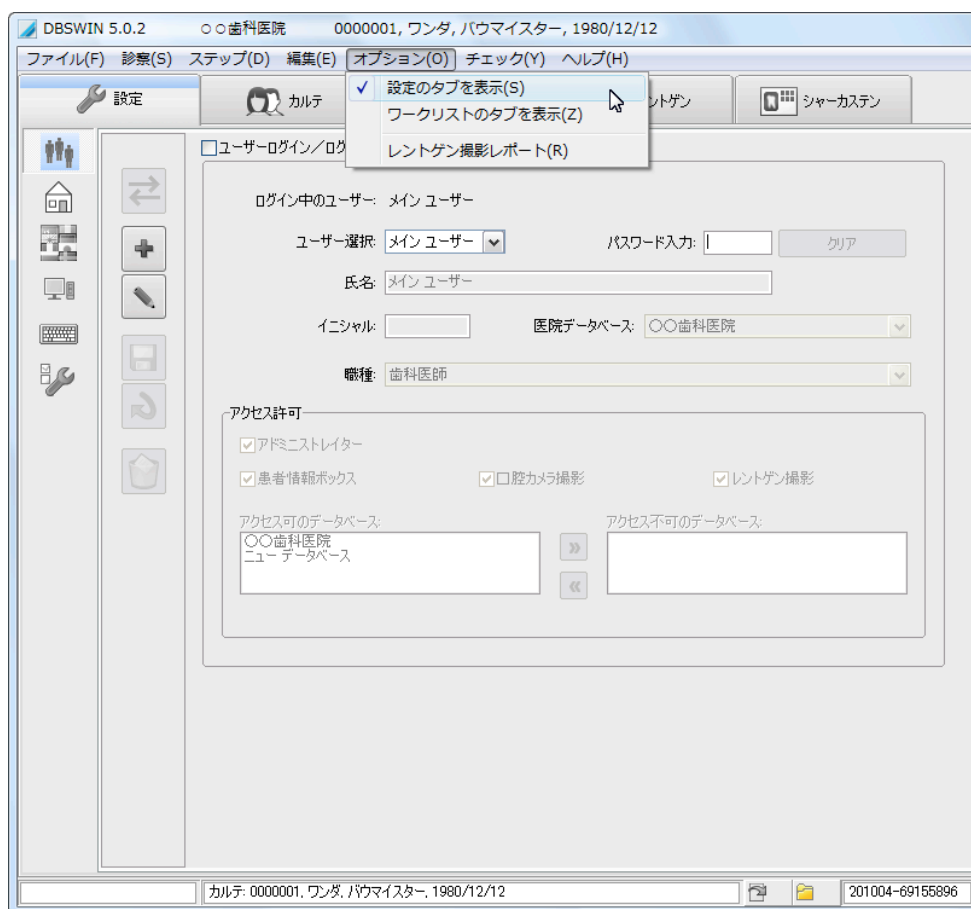 DBSWIN 5.0.2 ○○歯科医院 0000001, ワンダ, バウマイスター, 1980/12/12
ファイル(F) 診察(S) ステップ(D) 編集(E) オプション(O) チェック(Y) ヘルプ(H)
設定のタブを表示(S)
ワークリストのタブを表示(Z)
レントゲン撮影レポート(R)
設定 カルテ ントゲン シャーカステン
ユーザーログイン/ログ
ログイン中のユーザー: メイン ユーザー
ユーザー選択: メイン ユーザー パスワード入力: クリア
氏名: メイン ユーザー
イニシャル: 医院データベース: ○○歯科医院
職種: 歯科医師
アクセス許可
アドミニストレイター
患者情報ボックス 口腔カメラ撮影 レントゲン撮影
アクセス可のデータベース: アクセス不可のデータベース:
○○歯科医院
ニュー データベース
カルテ: 0000001, ワンダ, バウマイスター, 1980/12/12 201004-69155896